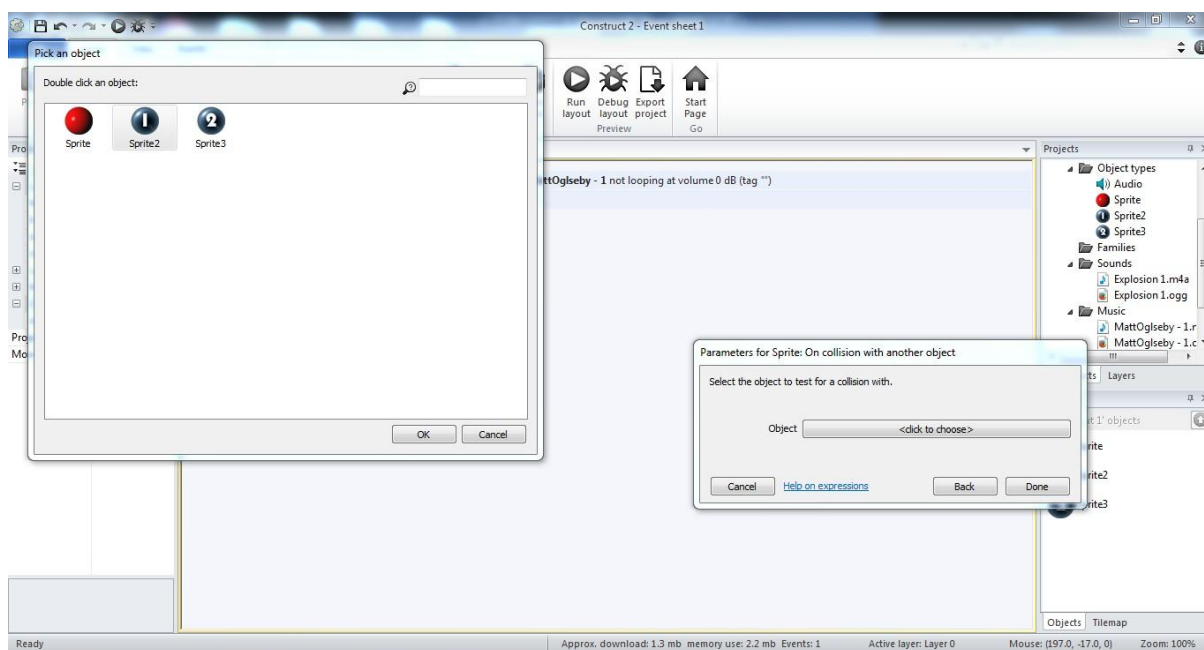 Construct 2 - Event sheet 1
Pick an object
Double click an object:
Sprite
Sprite2
Sprite3
OK
Cancel
Run layout
Debug layout
Export project
Preview
Start Page
Go
ttOglseby - 1 not looping at volume 0 dB (tag "")
Projects
Object types
Audio
Sprite
Sprite2
Sprite3
Families
Sounds
Explosion 1.m4a
Explosion 1.ogg
Music
MattOglseby - 1.
MattOglseby - 1.
Layers
Parameters for Sprite: On collision with another object
Select the object to test for a collision with.
Object
<click to choose>
Cancel
Help on expressions
Back
Done
1' objects
rite
rite2
rite3
Pro
Pro
Mo
Objects
Tilemap
Ready
Approx. download: 1.3 mb memory use: 2.2 mb Events: 1
Active layer: Layer 0
Mouse: (197.0, -17.0, 0)
Zoom: 100%